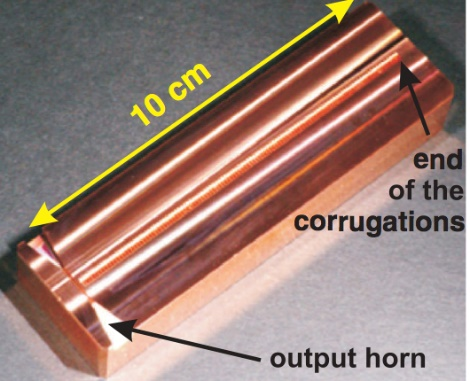 10 cm
end
of the
corrugations
output horn